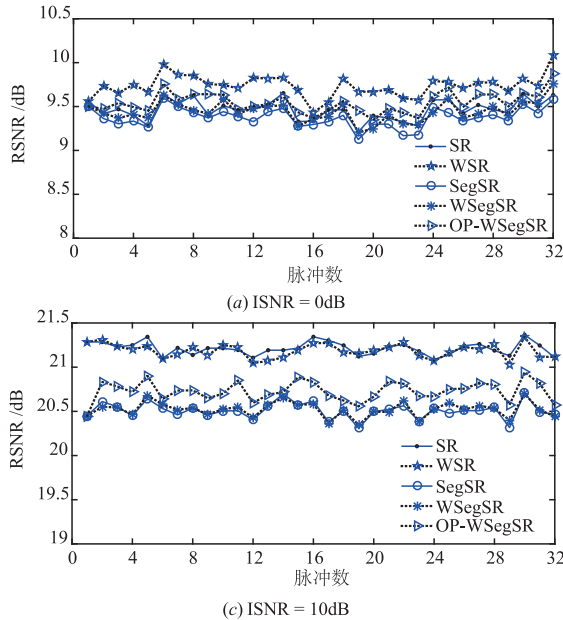 10.5
10
9.5
9
8.5
8
RSNR /dB
SR
WSR
SegSR
WSegSR
OP-WSegSR
0 4 8 12 16 20 24 28 32
脉冲数
(a) ISNR = 0dB
21.5
21
20.5
20
19.5
19
RSNR /dB
SR
WSR
SegSR
WSegSR
OP-WSegSR
0 4 8 12 16 20 24 28 32
脉冲数
(c) ISNR = 10dB